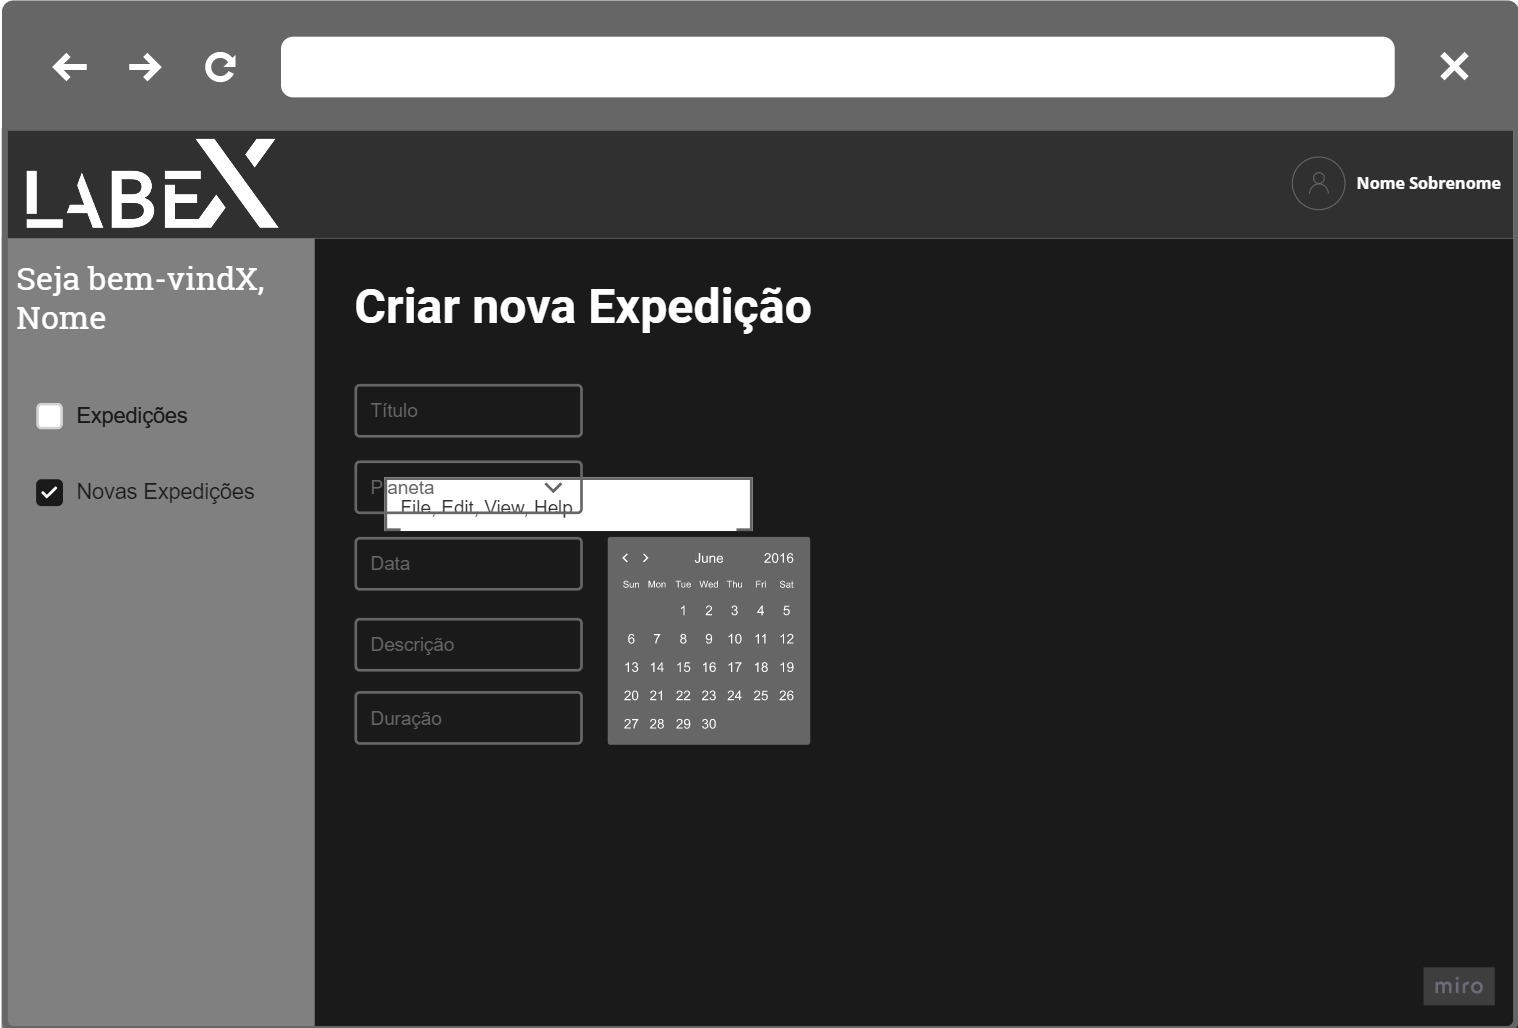 LABEX
Nome Sobrenome
Seja bem-vindX,
Nome
Expedições
Novas Expedições
Criar nova Expedição
Título
Planeta
File, Edit, View, Help
Data
Descrição
Duração
June 2016
Sun Mon Tue Wed Thu Fri Sat
1 2 3 4 5
6 7 8 9 10 11 12
13 14 15 16 17 18 19
20 21 22 23 24 25 26
27 28 29 30
miro